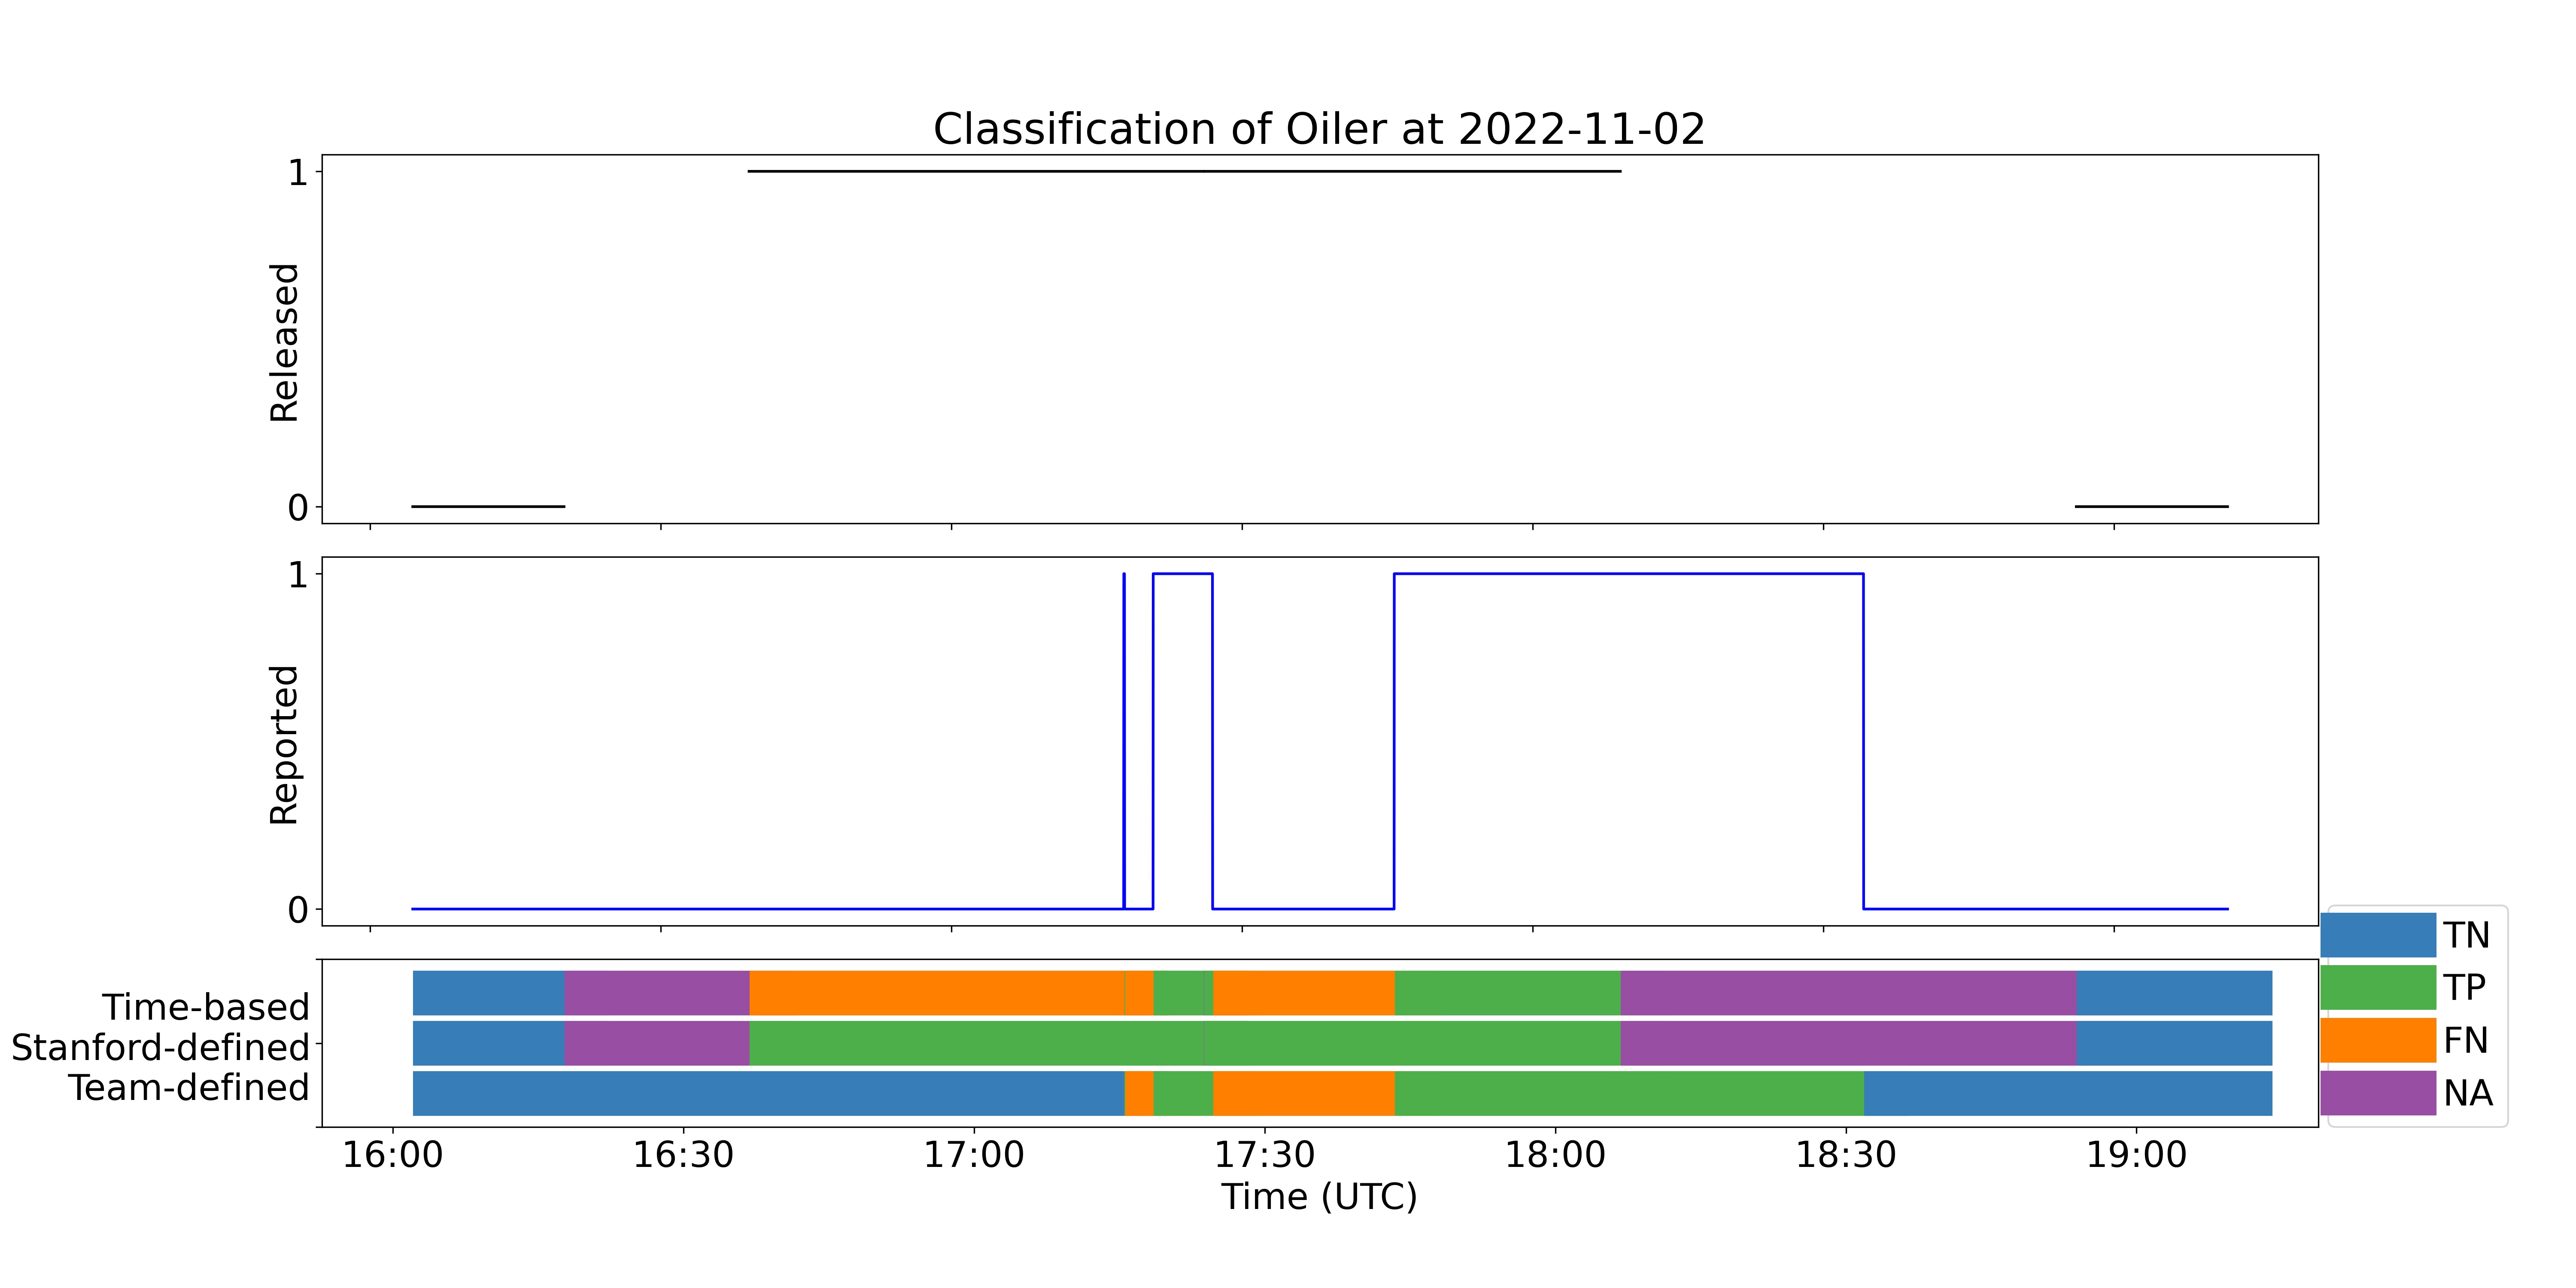 Classification of Oiler at 2022-11-02
1
Released
0
1
Reported
0
TN
TP
FN
NA
Time-based
Stanford-defined
Team-defined
16:00 16:30 17:00 17:30 18:00 18:30 19:00
Time (UTC)